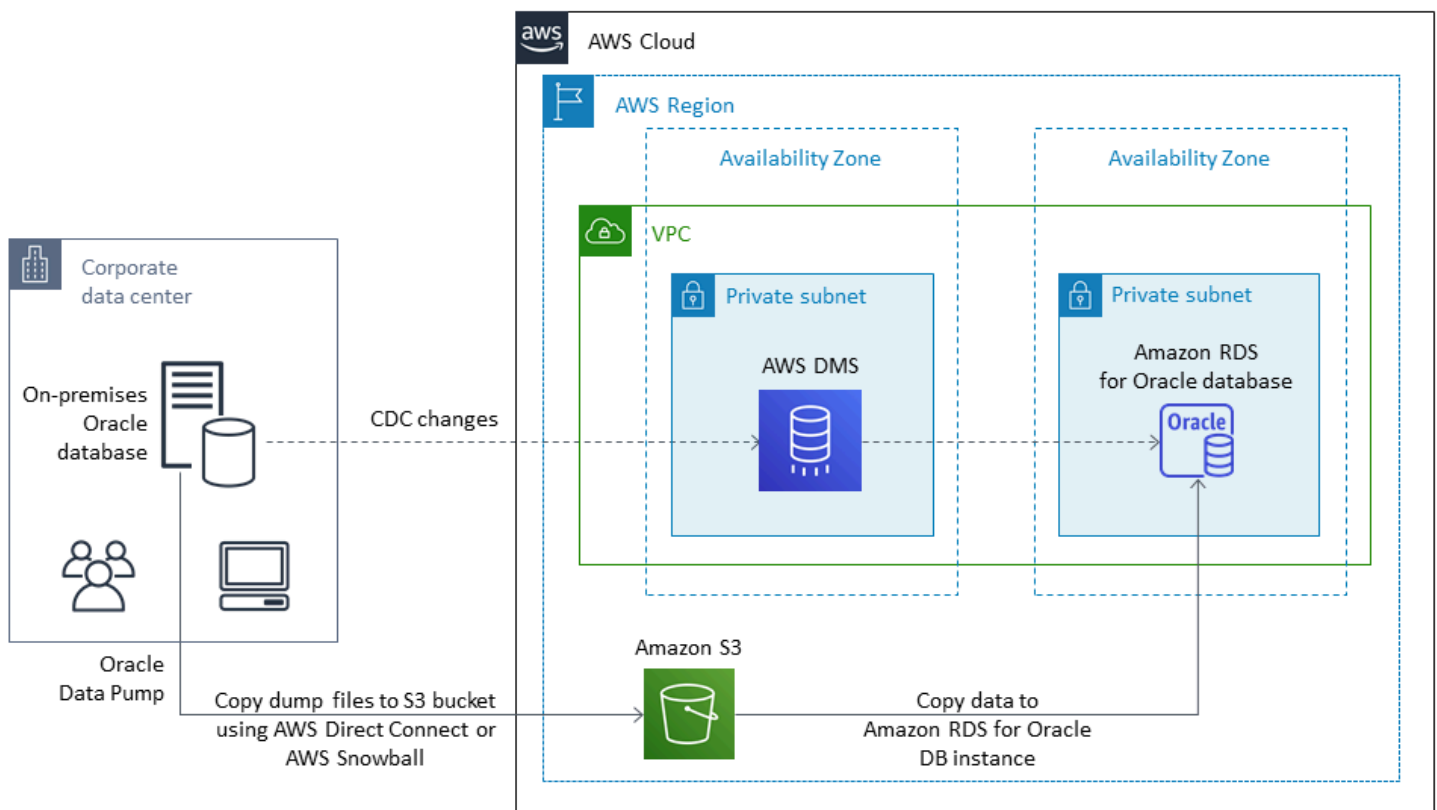 aws
AWS Cloud
AWS Region
Availability Zone
Availability Zone
VPC
Corporate
data center
Private subnet
Private subnet
On-premises
Oracle
database
CDC changes
AWS DMS
Amazon RDS
for Oracle database
Oracle
Oracle
Data Pump
Copy dump files to S3 bucket
using AWS Direct Connect or
AWS Snowball
Amazon S3
Copy data to
Amazon RDS for Oracle
DB instance